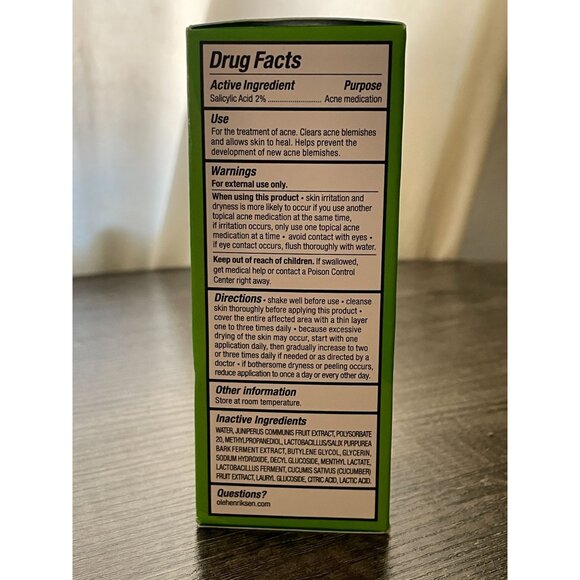 Drug Facts
Active Ingredient Purpose
Salicylic Acid 2% ........................ Acne medication
Use
For the treatment of acne. Clears acne blemishes
and allows skin to heal. Helps prevent the
development of new acne blemishes.
Warnings
For external use only.
When using this product • skin irritation and
dryness is more likely to occur if you use another
topical acne medication at the same time,
if irritation occurs, only use one topical acne
medication at a time • avoid contact with eyes •
if eye contact occurs, flush thoroughly with water.
Keep out of reach of children. If swallowed,
get medical help or contact a Poison Control
Center right away.
Directions • shake well before use • cleanse
skin thoroughly before applying this product •
cover the entire affected area with a thin layer
one to three times daily • because excessive
drying of the skin may occur, start with one
application daily, then gradually increase to two
or three times daily if needed or as directed by a
doctor • if bothersome dryness or peeling occurs,
reduce application to once a day or every other day.
Other information
Store at room temperature.
Inactive Ingredients
WATER, JUNIPERUS COMMUNIS FRUIT EXTRACT, POLYSORBATE
20, METHYLPROPANEDIOL, LACTOBACILLUS/SALIX PURPUREA
BARK FERMENT EXTRACT, BUTYLENE GLYCOL, GLYCERIN,
SODIUM HYDROXIDE, DECYL GLUCOSIDE, MENTHYL LACTATE,
LACTOBACILLUS FERMENT, CUCUMIS SATIVUS (CUCUMBER)
FRUIT EXTRACT, LAURYL GLUCOSIDE, CITRIC ACID, LACTIC ACID.
Questions?
olehenriksen.com